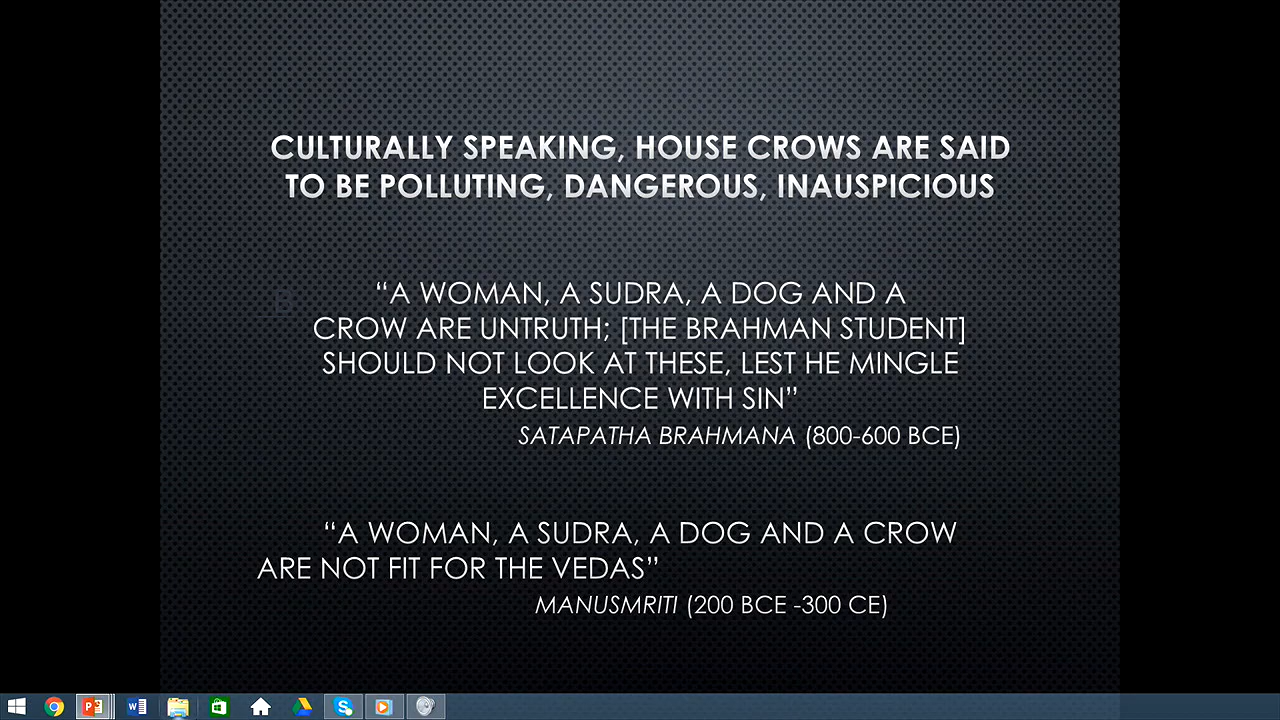 CULTURALLY SPEAKING, HOUSE CROWS ARE SAID
TO BE POLLUTING, DANGEROUS, INAUSPICIOUS
“A WOMAN, A SUDRA, A DOG AND A
CROW ARE UNTRUTH; [THE BRAHMAN STUDENT]
SHOULD NOT LOOK AT THESE, LEST HE MINGLE
EXCELLENCE WITH SIN”
SATAPATHA BRAHMANA (800-600 BCE)
“A WOMAN, A SUDRA, A DOG AND A CROW
ARE NOT FIT FOR THE VEDAS”
MANUSMRITI (200 BCE -300 CE)